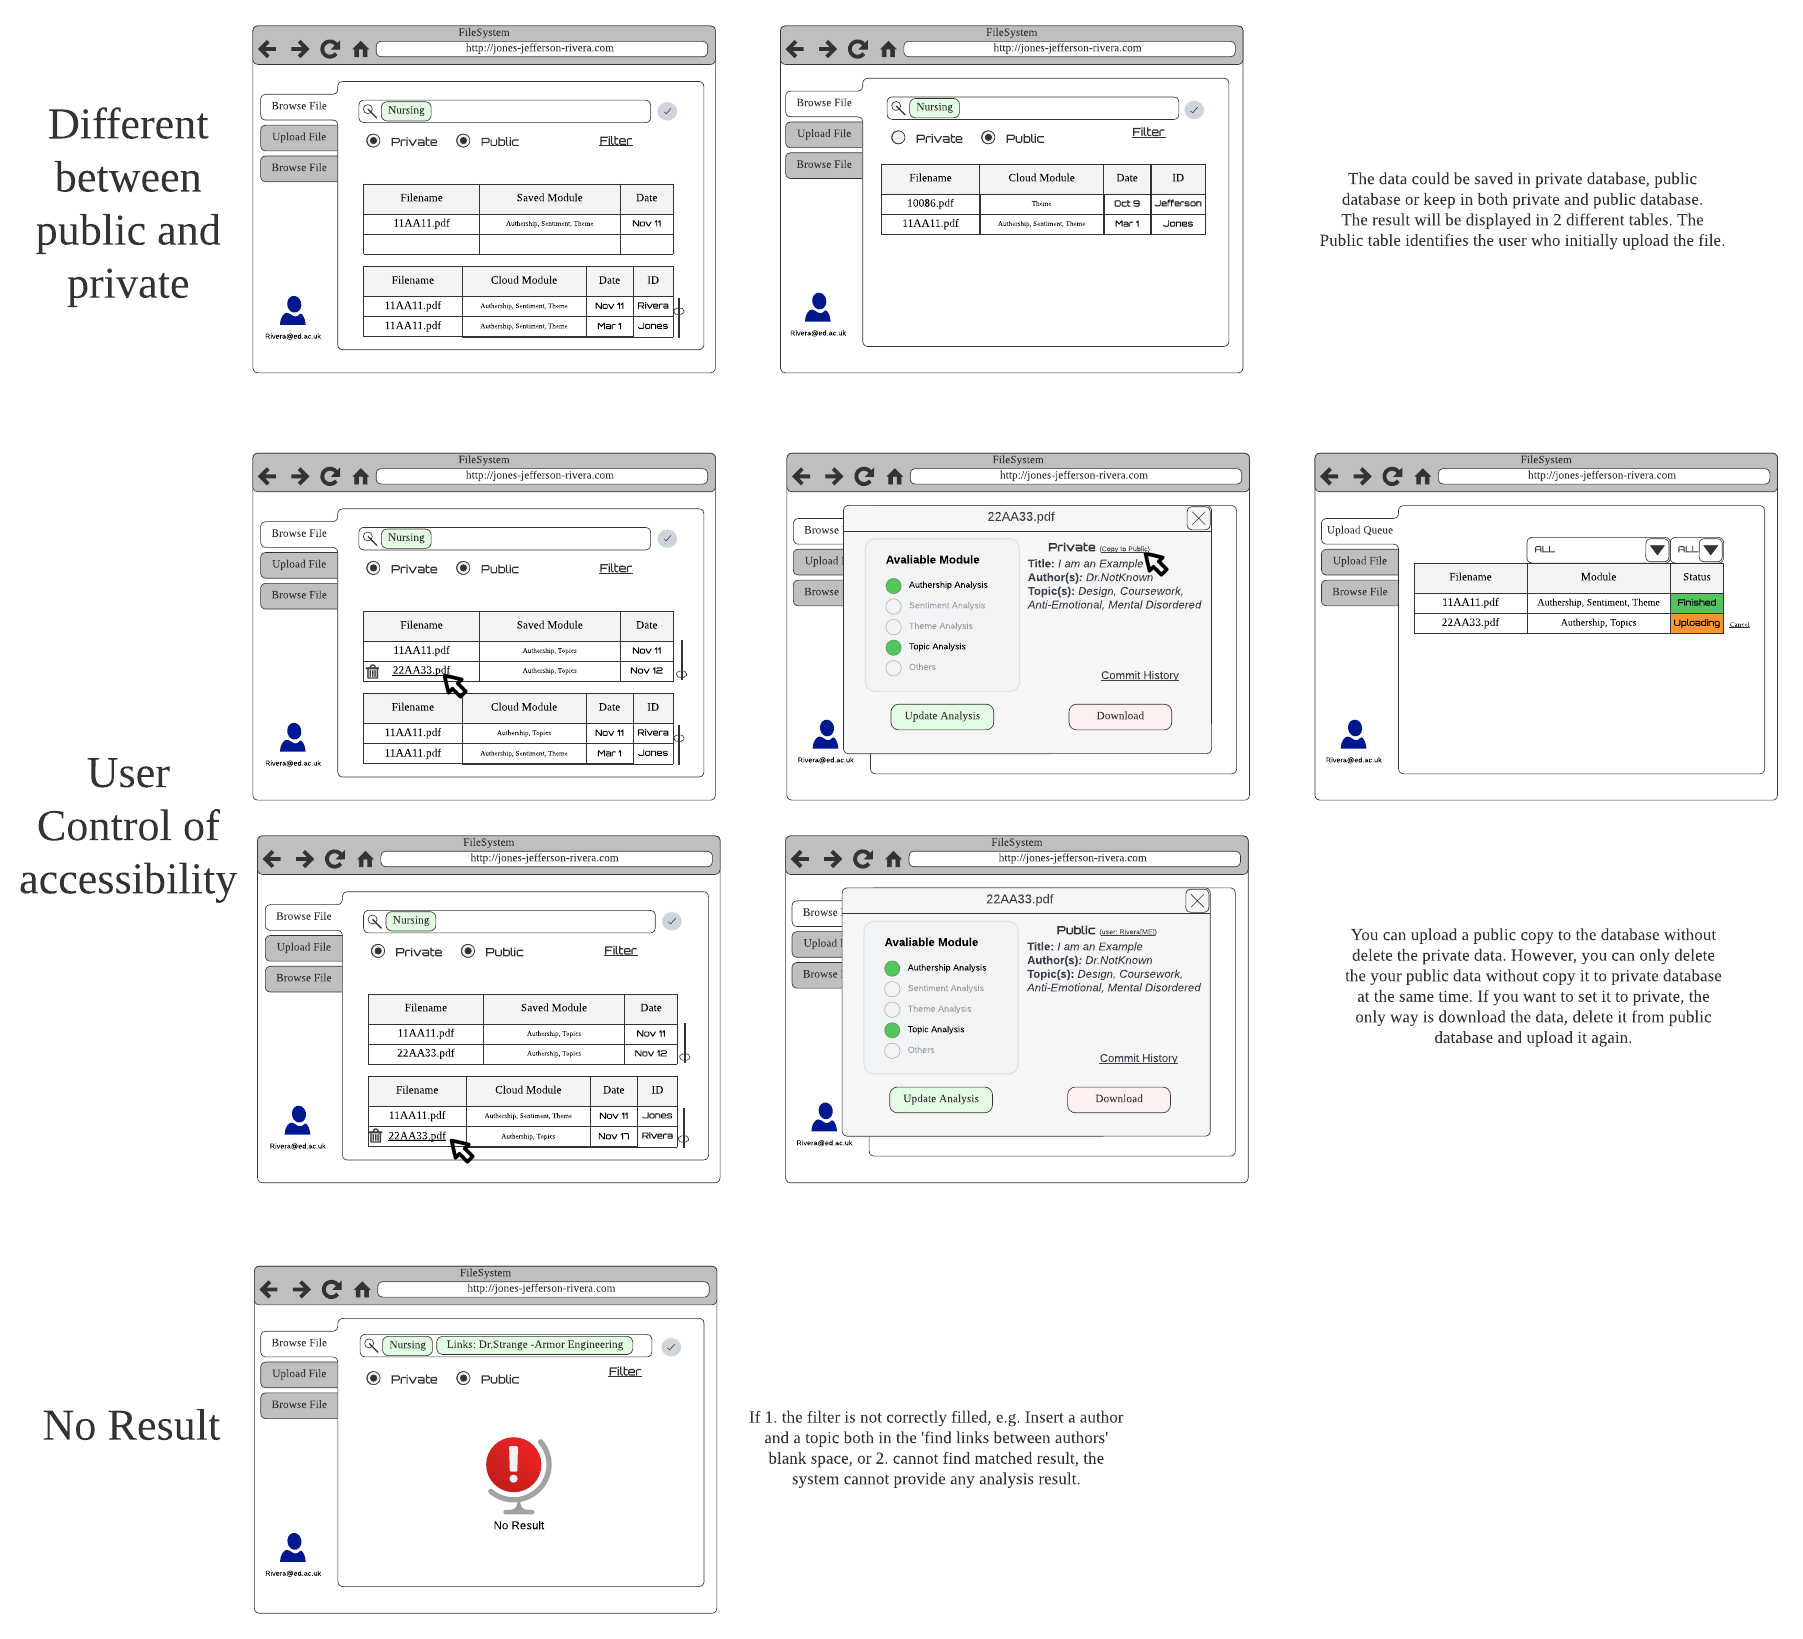 Different
between
public and
private
FileSystem
http://jones-jefferson-rivera.com
Browse File
Upload File
Browse File
Nursing
Private Public Filter
Filename Saved Module Date
11AA11.pdf Authership, Sentiment, Theme Nov 11
Filename Cloud Module Date ID
11AA11.pdf Authership, Sentiment, Theme Nov 11 Rivera
11AA11.pdf Authership, Sentiment, Theme Mar 1 Jones
Rivera@ed.ac.uk
FileSystem
http://jones-jefferson-rivera.com
Browse File
Upload File
Browse File
Nursing
Private Public Filter
Filename Cloud Module Date ID
10086.pdf Theme Oct 9 Jefferson
11AA11.pdf Authership, Sentiment, Theme Mar 1 Jones
Rivera@ed.ac.uk
The data could be saved in private database, public
database or keep in both private and public database.
The result will be displayed in 2 different tables. The
Public table identifies the user who initially upload the file.
User
Control of
accessibility
FileSystem
http://jones-jefferson-rivera.com
Browse File
Upload File
Browse File
Nursing
Private Public Filter
Filename Saved Module Date
11AA11.pdf Authership, Topics Nov 11
22AA33.pdf Authership, Topics Nov 12
Filename Cloud Module Date ID
11AA11.pdf Authership, Topics Nov 11 Rivera
11AA11.pdf Authership, Sentiment, Theme Mar 1 Jones
Rivera@ed.ac.uk
FileSystem
http://jones-jefferson-rivera.com
Browse
Upload
Browse
22AA33.pdf
Avaliable Module
Authership Analysis
Sentiment Analysis
Theme Analysis
Topic Analysis
Others
Private (Copy to Public)
Title: I am an Example
Author(s): Dr.NotKnown
Topic(s): Design, Coursework,
Anti-Emotional, Mental Disordered
Commit History
Update Analysis
Download
Rivera@ed.ac.uk
FileSystem
http://jones-jefferson-rivera.com
Upload Queue
Upload File
Browse File
ALL ALL
Filename Module Status
11AA11.pdf Authership, Sentiment, Theme Finished
22AA33.pdf Authership, Topics Uploading Cancel
Rivera@ed.ac.uk
FileSystem
http://jones-jefferson-rivera.com
Browse File
Upload File
Browse File
Nursing
Private Public Filter
Filename Saved Module Date
11AA11.pdf Authership, Topics Nov 11
22AA33.pdf Authership, Topics Nov 12
Filename Cloud Module Date ID
11AA11.pdf Authership, Sentiment, Theme Nov 11 Jones
22AA33.pdf Authership, Topics Nov 17 Rivera
Rivera@ed.ac.uk
FileSystem
http://jones-jefferson-rivera.com
Browse
Upload
Browse
22AA33.pdf
Avaliable Module
Authership Analysis
Sentiment Analysis
Theme Analysis
Topic Analysis
Others
Public (user: Rivera[ME])
Title: I am an Example
Author(s): Dr.NotKnown
Topic(s): Design, Coursework,
Anti-Emotional, Mental Disordered
Commit History
Update Analysis
Download
Rivera@ed.ac.uk
You can upload a public copy to the database without
delete the private data. However, you can only delete
the your public data without copy it to private database
at the same time. If you want to set it to private, the
only way is download the data, delete it from public
database and upload it again.
No Result
FileSystem
http://jones-jefferson-rivera.com
Browse File
Upload File
Browse File
Nursing Links: Dr.Strange -Armor Engineering
Private Public Filter
No Result
Rivera@ed.ac.uk
If 1. the filter is not correctly filled, e.g. Insert a author
and a topic both in the 'find links between authors'
blank space, or 2. cannot find matched result, the
system cannot provide any analysis result.